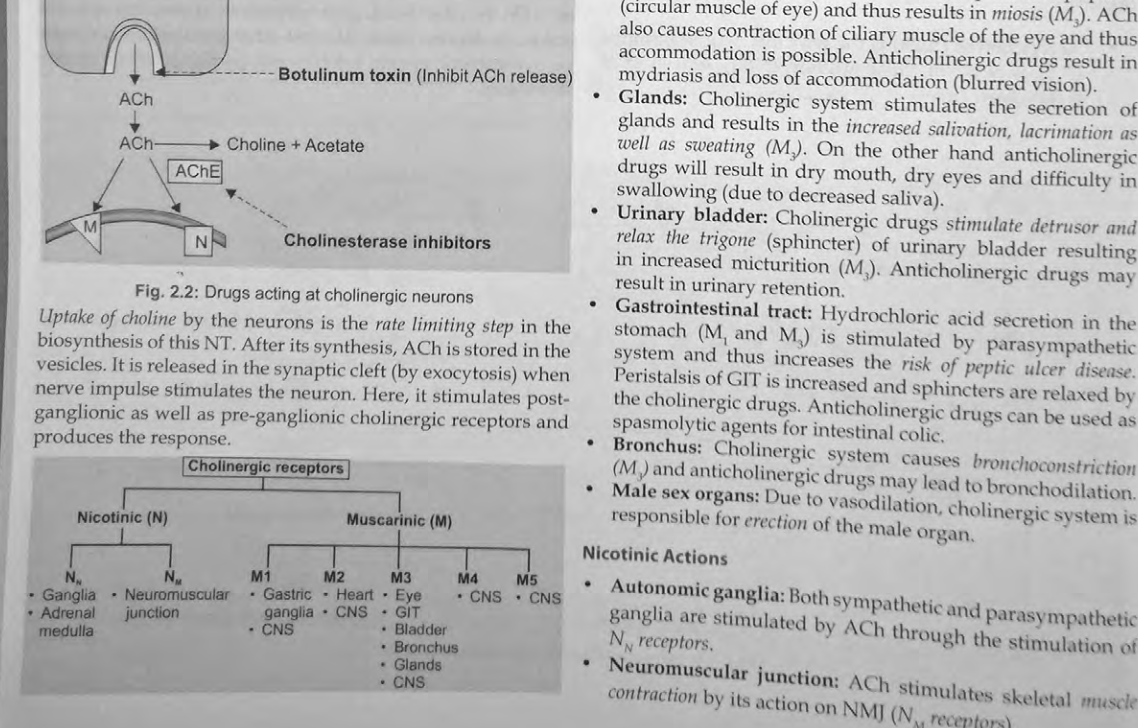 Botulinum toxin (Inhibit ACh release)
ACh
ACh
Choline + Acetate
AChE
M
N
Cholinesterase inhibitors
Fig. 2.2: Drugs acting at cholinergic neurons
Uptake of choline by the neurons is the rate limiting step in the
biosynthesis of this NT. After its synthesis, ACh is stored in the
vesicles. It is released in the synaptic cleft (by exocytosis) when
nerve impulse stimulates the neuron. Here, it stimulates post-
ganglionic as well as pre-ganglionic cholinergic receptors and
produces the response.
Cholinergic receptors
Nicotinic (N)
Muscarinic (M)
NN
• Ganglia
• Adrenal
medulla
NM
• Neuromuscular
junction
M1
• Gastric
ganglia
• CNS
M2
• Heart
• CNS
M3
• Eye
• GIT
• Bladder
• Bronchus
• Glands
• CNS
M4
• CNS
M5
• CNS
(circular muscle of eye) and thus results in miosis (M3). ACh
also causes contraction of ciliary muscle of the eye and thus
accommodation is possible. Anticholinergic drugs result in
mydriasis and loss of accommodation (blurred vision).
• Glands: Cholinergic system stimulates the secretion of
glands and results in the increased salivation, lacrimation as
well as sweating (M3). On the other hand anticholinergic
drugs will result in dry mouth, dry eyes and difficulty in
swallowing (due to decreased saliva).
• Urinary bladder: Cholinergic drugs stimulate detrusor and
relax the trigone (sphincter) of urinary bladder resulting
in increased micturition (M3). Anticholinergic drugs may
result in urinary retention.
• Gastrointestinal tract: Hydrochloric acid secretion in the
stomach (M1 and M3) is stimulated by parasympathetic
system and thus increases the risk of peptic ulcer disease.
Peristalsis of GIT is increased and sphincters are relaxed by
the cholinergic drugs. Anticholinergic drugs can be used as
spasmolytic agents for intestinal colic.
• Bronchus: Cholinergic system causes bronchoconstriction
(M3) and anticholinergic drugs may lead to bronchodilation.
• Male sex organs: Due to vasodilation, cholinergic system is
responsible for erection of the male organ.
Nicotinic Actions
• Autonomic ganglia: Both sympathetic and parasympathetic
ganglia are stimulated by ACh through the stimulation of
NN receptors.
• Neuromuscular junction: ACh stimulates skeletal muscle
contraction by its action on NMJ (NM receptors)